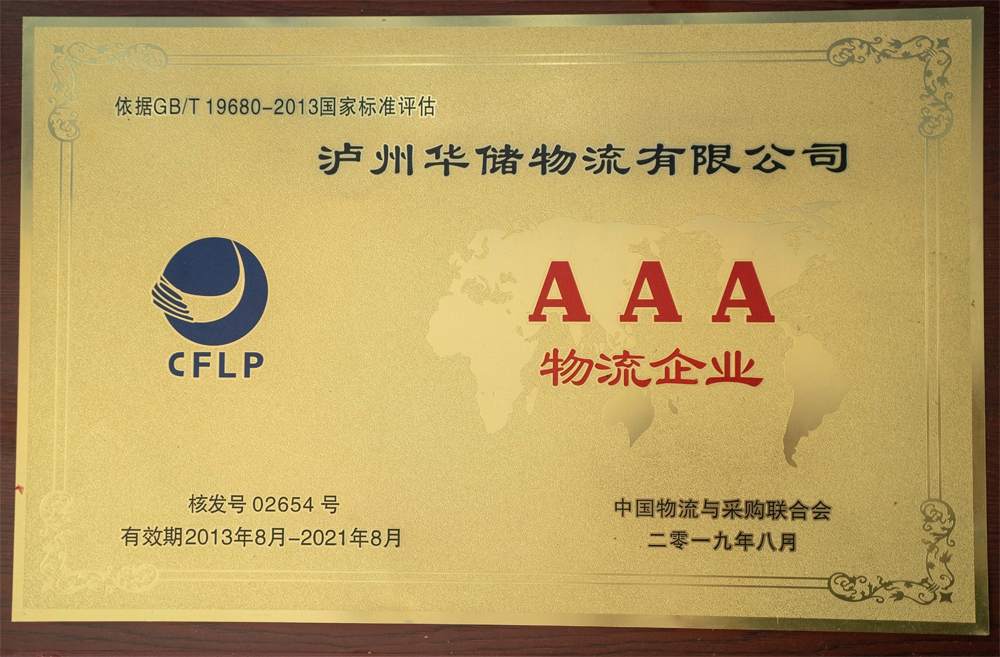 依据GB/T 19680-2013国家标准评估
泸州华储物流有限公司
CFLP
AAA
物流企业
核发号 02654 号
有效期2013年8月-2021年8月
中国物流与采购联合会
二零一九年八月